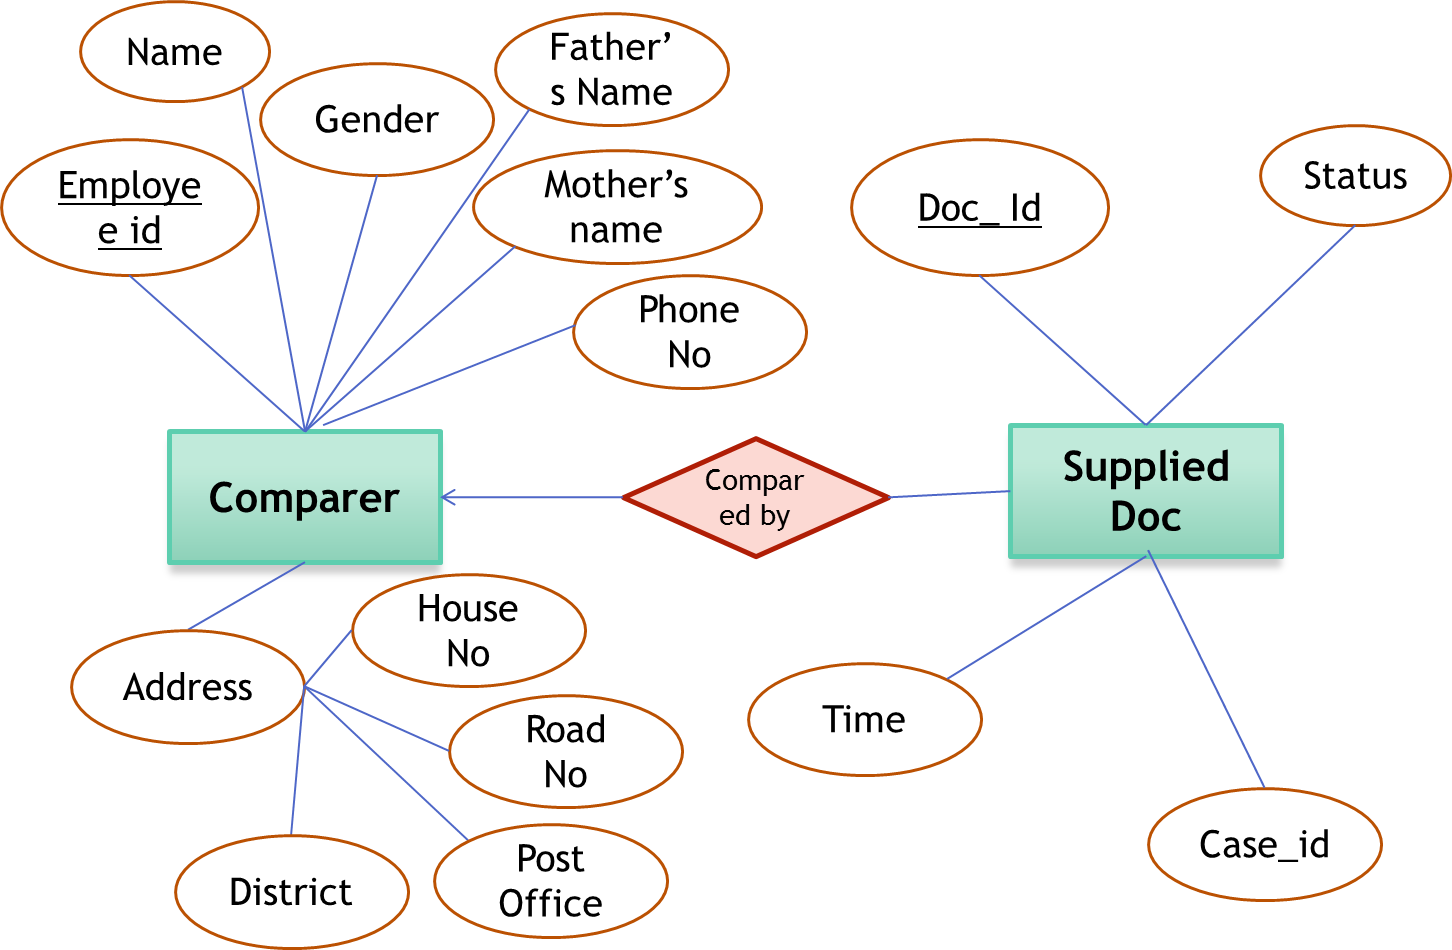 Name
Father’
s Name
Gender
Employe
e id
Mother’s
name
Phone
No
Doc_ Id
Status
Comparer
Compar
ed by
Supplied
Doc
Address
House
No
Road
No
Post
Office
District
Time
Case_id